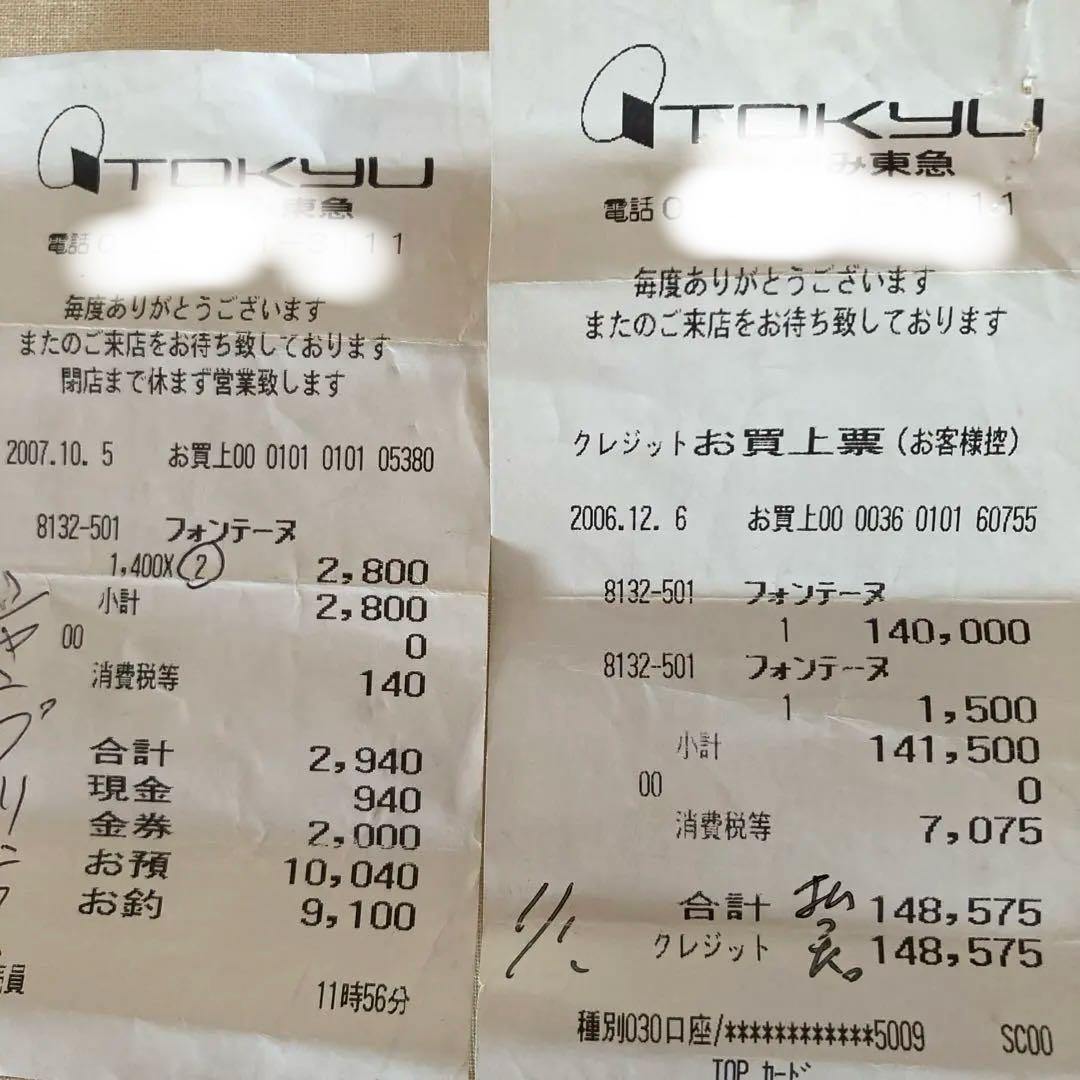 TOKYU
東急
電話
毎度ありがとうございます
またのご来店をお待ち致しております
閉店まで休まず営業致します
2007.10. 5 お買上00 0101 0101 05380
8132-501 フォンテーヌ
1,400X 2 2,800
小計 2,800
00 0
消費税等 140
合計 2,940
現金 940
金券 2,000
お預 10,040
お釣 9,100
員
11時56分
TOKYU
み東急
電話 0
毎度ありがとうございます
またのご来店をお待ち致しております
クレジットお買上票(お客様控)
2006.12. 6 お買上00 0036 0101 60755
8132-501 フォンテーヌ
1 140,000
8132-501 フォンテーヌ
1 1,500
小計 141,500
00 0
消費税等 7,075
合計 払 148,575
クレジット 148,575
種別030口座/************5009 SC00
TOP カード